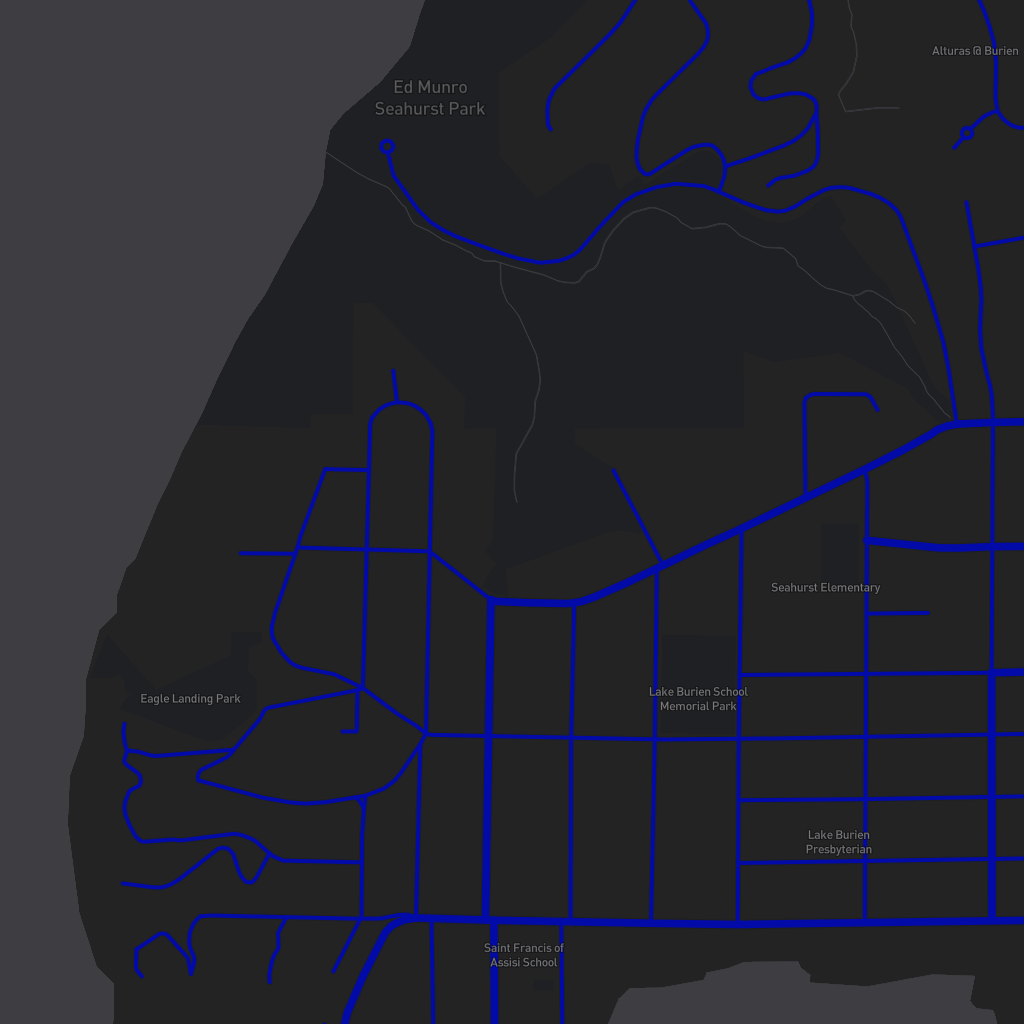 Alturas @ Burien
Ed Munro
Seahurst Park
Seahurst Elementary
Eagle Landing Park
Lake Burien School
Memorial Park
Lake Burien
Presbyterian
Saint Francis of
Assisi School